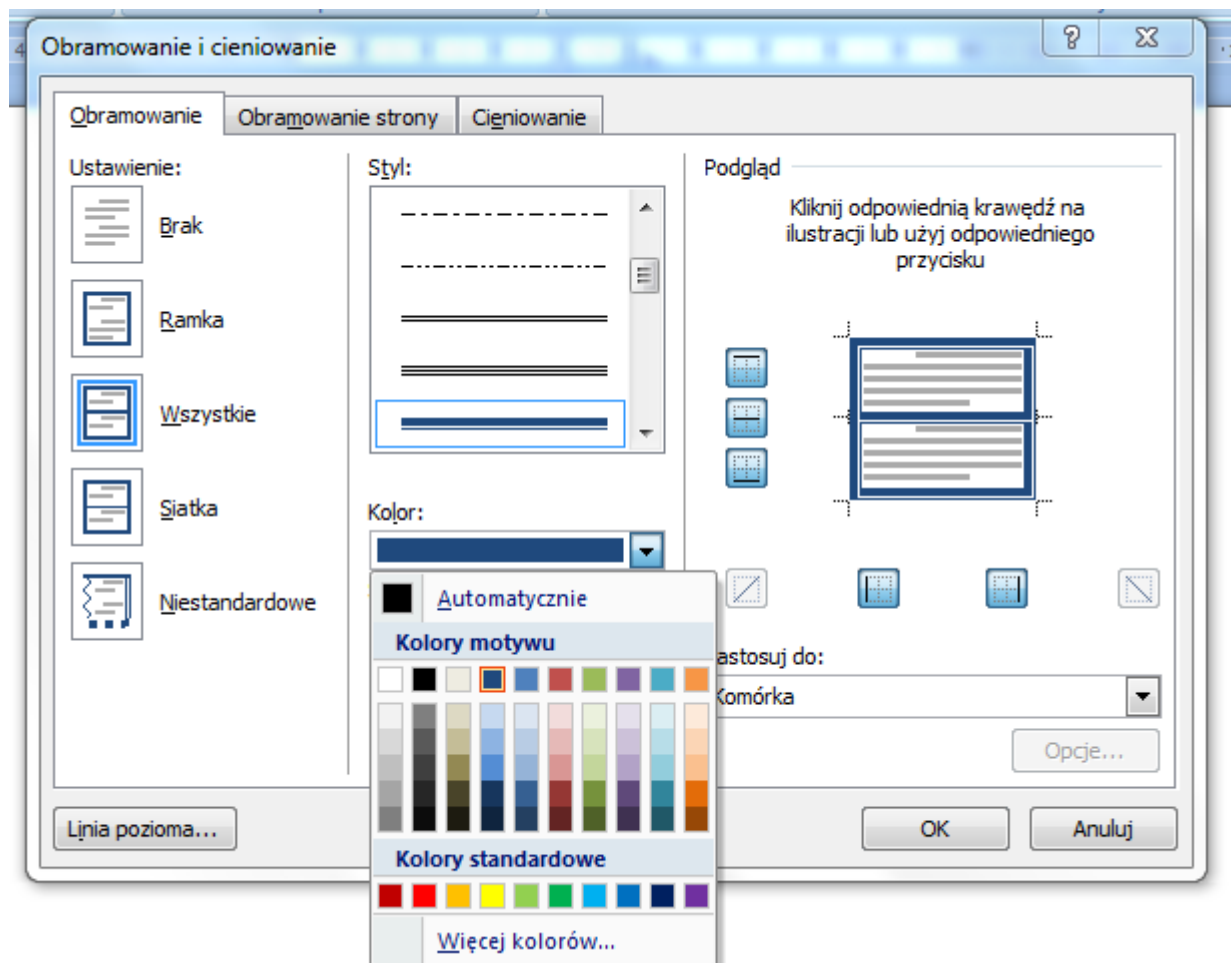 Obramowanie i cieniowanie
Obramowanie
Obramowanie strony
Cieniowanie
Ustawienie:
Brak
Ramka
Wszystkie
Siatka
Niestandardowe
Styl:
Kolor:
Automatycznie
Kolory motywu
Kolory standardowe
Więcej kolorów...
Podgląd
Kliknij odpowiednią krawędź na
ilustracji lub użyj odpowiedniego
przycisku
astosuj do:
Komórka
Opcje...
Linia pozioma...
OK
Anuluj